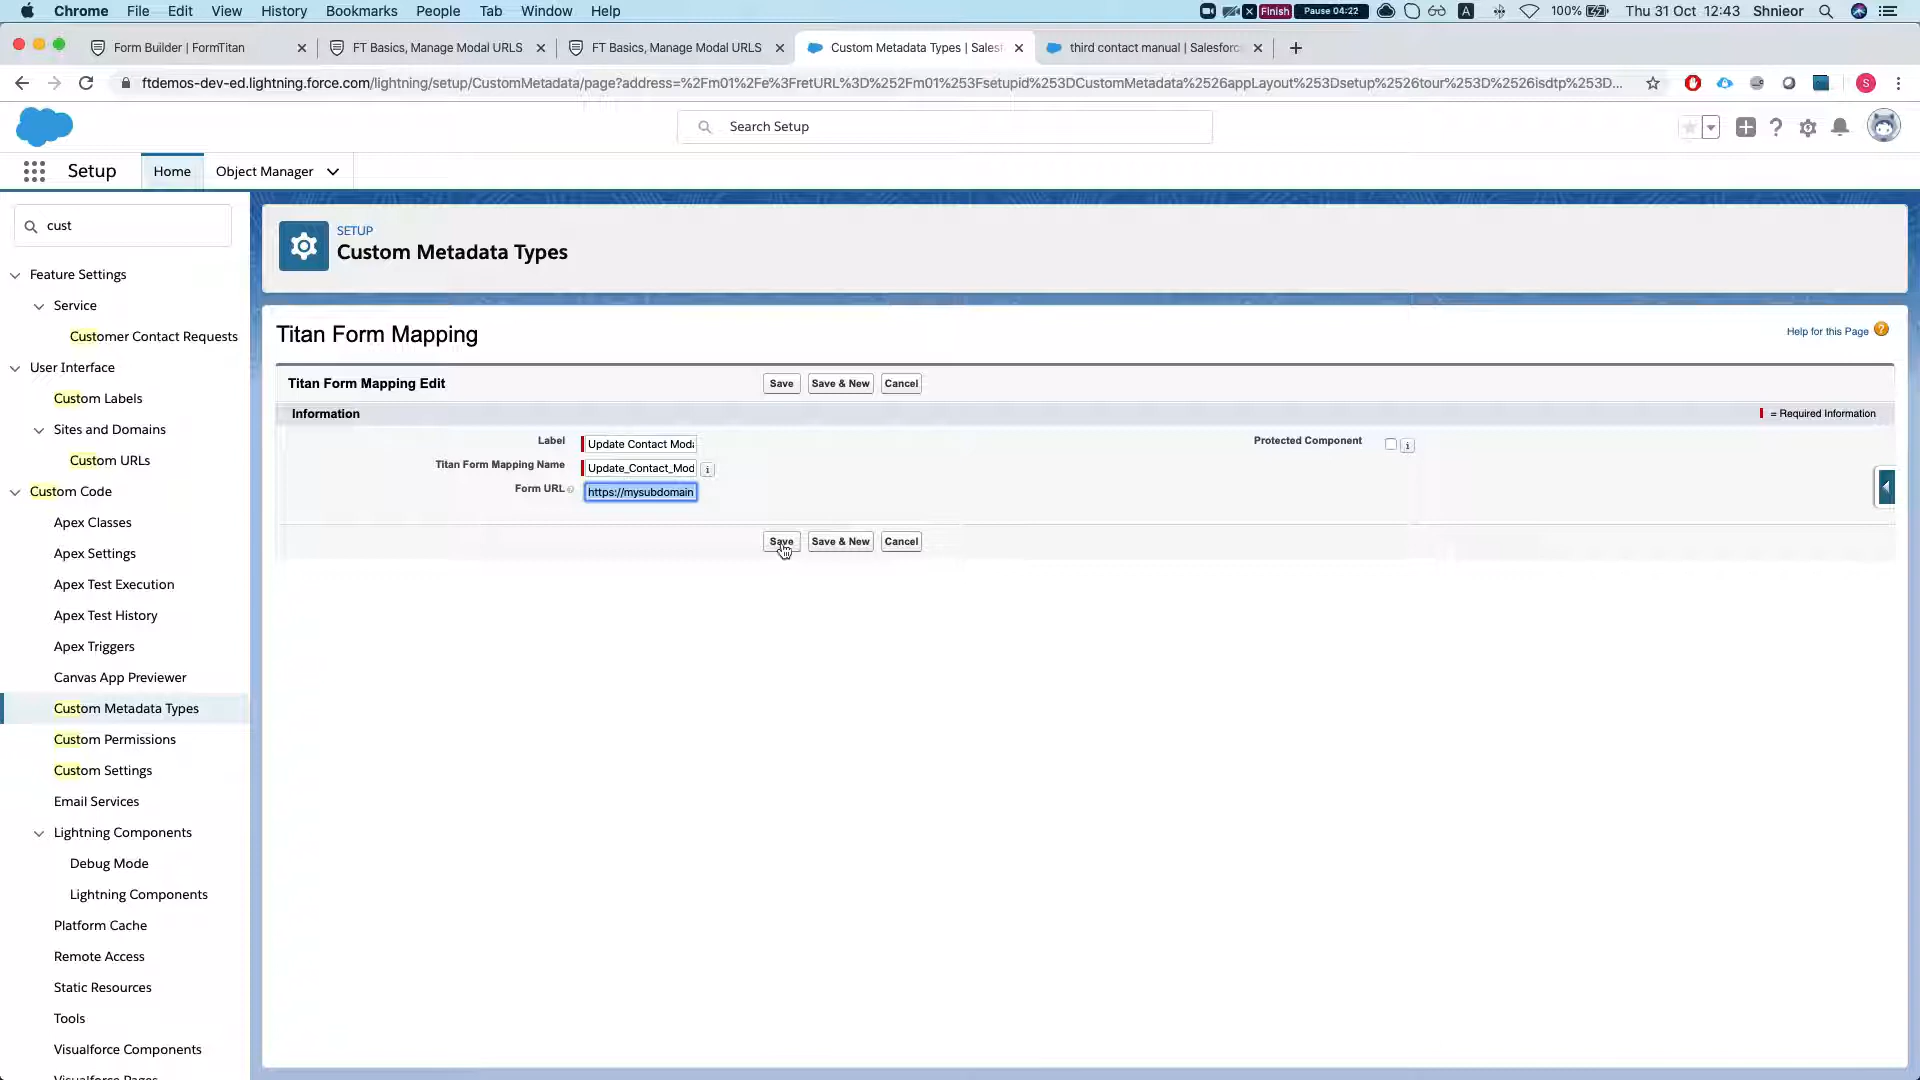 Chrome File Edit View History Bookmarks People Tab Window Help Finish Pause 04:22 A 100% Thu 31 Oct 12:43 Shnieor
Form Builder | FormTitan
FT Basics, Manage Modal URLS
FT Basics, Manage Modal URLS
Custom Metadata Types | Sales
third contact manual | Salesforc
ftdemos-dev-ed.lightning.force.com/lightning/setup/CustomMetadata/page?address=%2Fm01%2Fe%3FretURL%3D%252Fm01%253Fsetupid%253DCustomMetadata%2526appLayout%253Dsetup%2526tour%253D%2526isdtp%253D...
S
Search Setup
Setup Home Object Manager
cust
Feature Settings
Service
Customer Contact Requests
User Interface
Custom Labels
Sites and Domains
Custom URLs
Custom Code
Apex Classes
Apex Settings
Apex Test Execution
Apex Test History
Apex Triggers
Canvas App Previewer
Custom Metadata Types
Custom Permissions
Custom Settings
Email Services
Lightning Components
Debug Mode
Lightning Components
Platform Cache
Remote Access
Static Resources
Tools
Visualforce Components
Visualforce Pages
SETUP
Custom Metadata Types
Titan Form Mapping
Help for this Page ?
Titan Form Mapping Edit Save Save & New Cancel
Information = Required Information
Label Update Contact Moda Protected Component i
Titan Form Mapping Name Update_Contact_Mod i
Form URL https://mysubdomain
Save Save & New Cancel